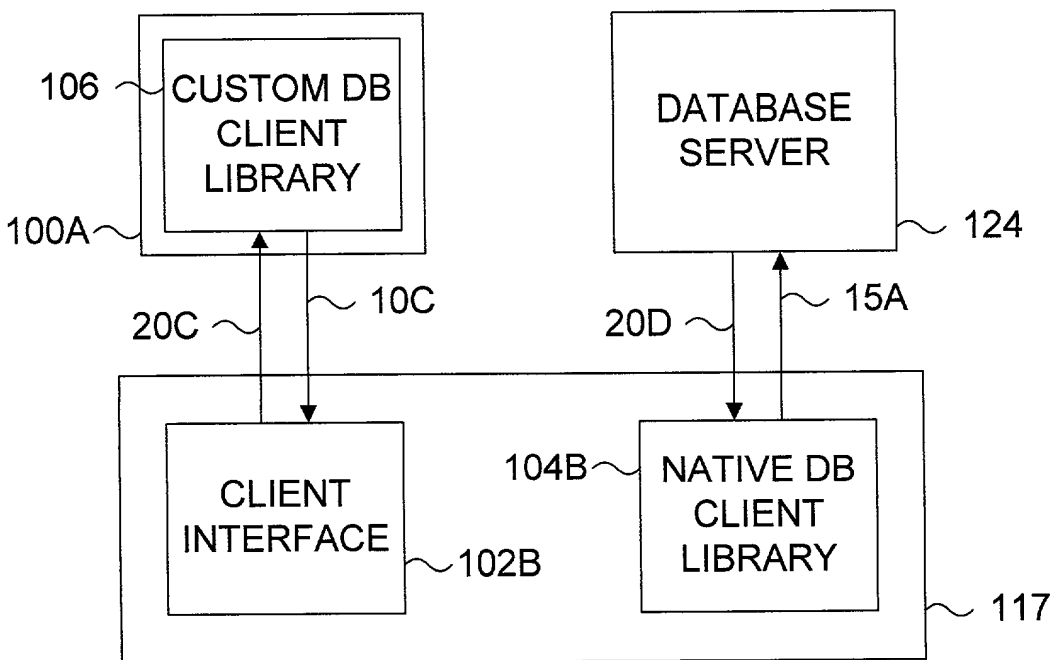 106
CUSTOM DB
CLIENT
LIBRARY
100A
DATABASE
SERVER
124
20C
10C
20D
15A
CLIENT
INTERFACE
102B
104B
NATIVE DB
CLIENT
LIBRARY
117